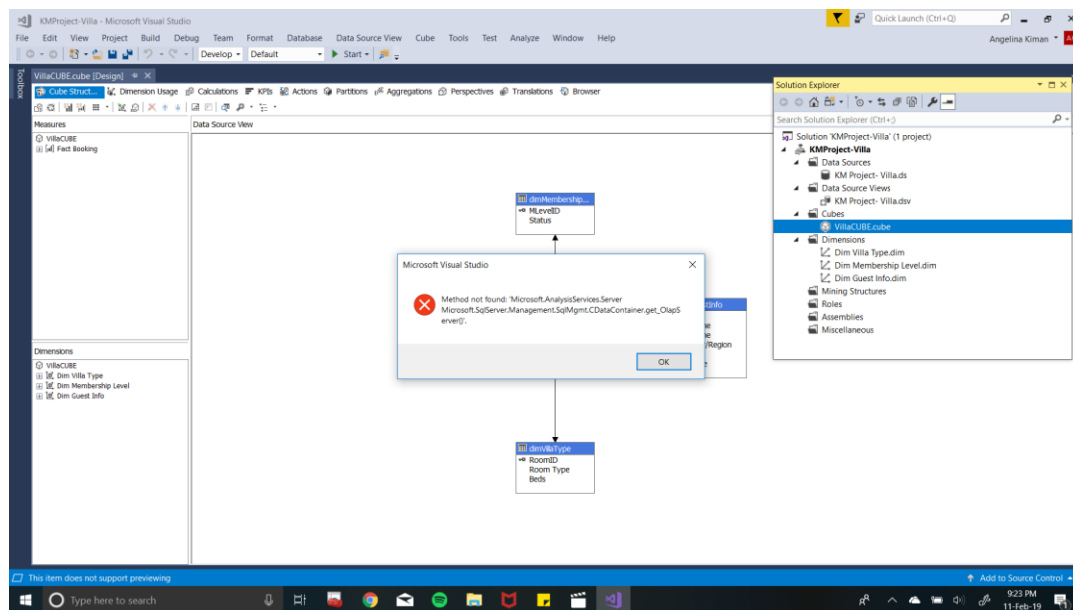 KMProject-Villa - Microsoft Visual Studio
Quick Launch (Ctrl+Q)
File Edit View Project Build Debug Team Format Database Data Source View Cube Tools Test Analyze Window Help
Angelina Kiman
Develop Default Start
Toolbox
VillaCUBE.cube [Design]
Cube Struct... Dimension Usage Calculations KPIs Actions Partitions Aggregations Perspectives Translations Browser
Measures
VillaCUBE
Fact Booking
Data Source View
dimMembership...
MLevelID
Status
Microsoft Visual Studio
Method not found: 'Microsoft.AnalysisServices.Server
Microsoft.SqlServer.Management.SqlMgmt.CDataContainer.get_OlapS
erver()'.
OK
/Region
dimVillaType
RoomID
Room Type
Beds
Dimensions
VillaCUBE
Dim Villa Type
Dim Membership Level
Dim Guest Info
Solution Explorer
Search Solution Explorer (Ctrl+;)
Solution 'KMProject-Villa' (1 project)
KMProject-Villa
Data Sources
KM Project- Villa.ds
Data Source Views
KM Project- Villa.dsv
Cubes
VillaCUBE.cube
Dimensions
Dim Villa Type.dim
Dim Membership Level.dim
Dim Guest Info.dim
Mining Structures
Roles
Assemblies
Miscellaneous
This item does not support previewing
Add to Source Control
Type here to search
9:23 PM
11-Feb-19